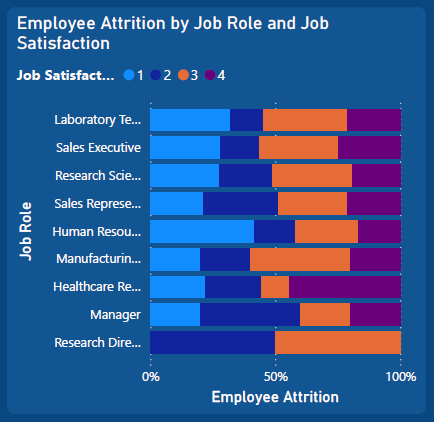 Employee Attrition by Job Role and Job
Satisfaction
Job Satisfact... 1 2 3 4
Laboratory Te...
Sales Executive
Research Scie...
Sales Represe...
Human Resou...
Manufacturin...
Healthcare Re...
Manager
Research Dire...
Job Role
0% 50% 100%
Employee Attrition